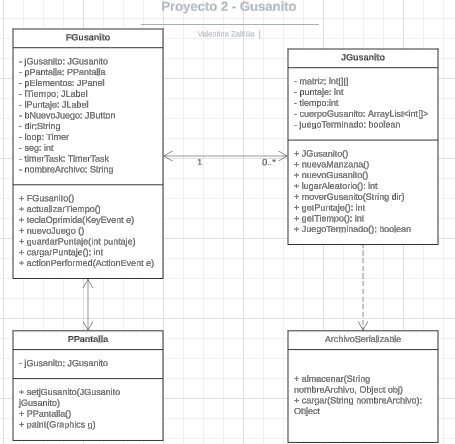 Proyecto 2 - Gusanito
Valentina
FGusanito
- jGusanito: JGusanito
- pPantalla: PPantalla
- pElementos: JPanel
- lTiempo: JLabel
- lPuntaje: JLabel
- bNuevoJuego: JButton
- dir:String
- loop: Timer
- seg: int
- timerTask: TimerTask
- nombreArchivo: String
+ FGusanito()
+ actualizarTiempo()
+ teclaOprimida(KeyEvent e)
+ nuevoJuego ()
+ guardarPuntaje(int puntaje)
+ cargarPuntaje(): int
+ actionPerformed(ActionEvent e)
1
0..*
JGusanito
- matriz: int[][]
- puntaje: int
- tiempo:int
- cuerpoGusanito: ArrayList<int[]>
- juegoTerminado: boolean
+ JGusanito()
+ nuevaManzana()
+ nuevoGusanito()
+ lugarAleatorio(): int
+ moverGusanito(String dir)
+ getPuntaje(): int
+ getTiempo(): int
+ JuegoTerminado(): boolean
PPantalla
- jGusanito: JGusanito
+ setjGusanito(JGusanito
jGusanito)
+ PPantalla()
+ paint(Graphics g)
ArchivoSerializable
+ almacenar(String
nombreArchivo, Object obj)
+ cargar(String nombreArchivo):
Object